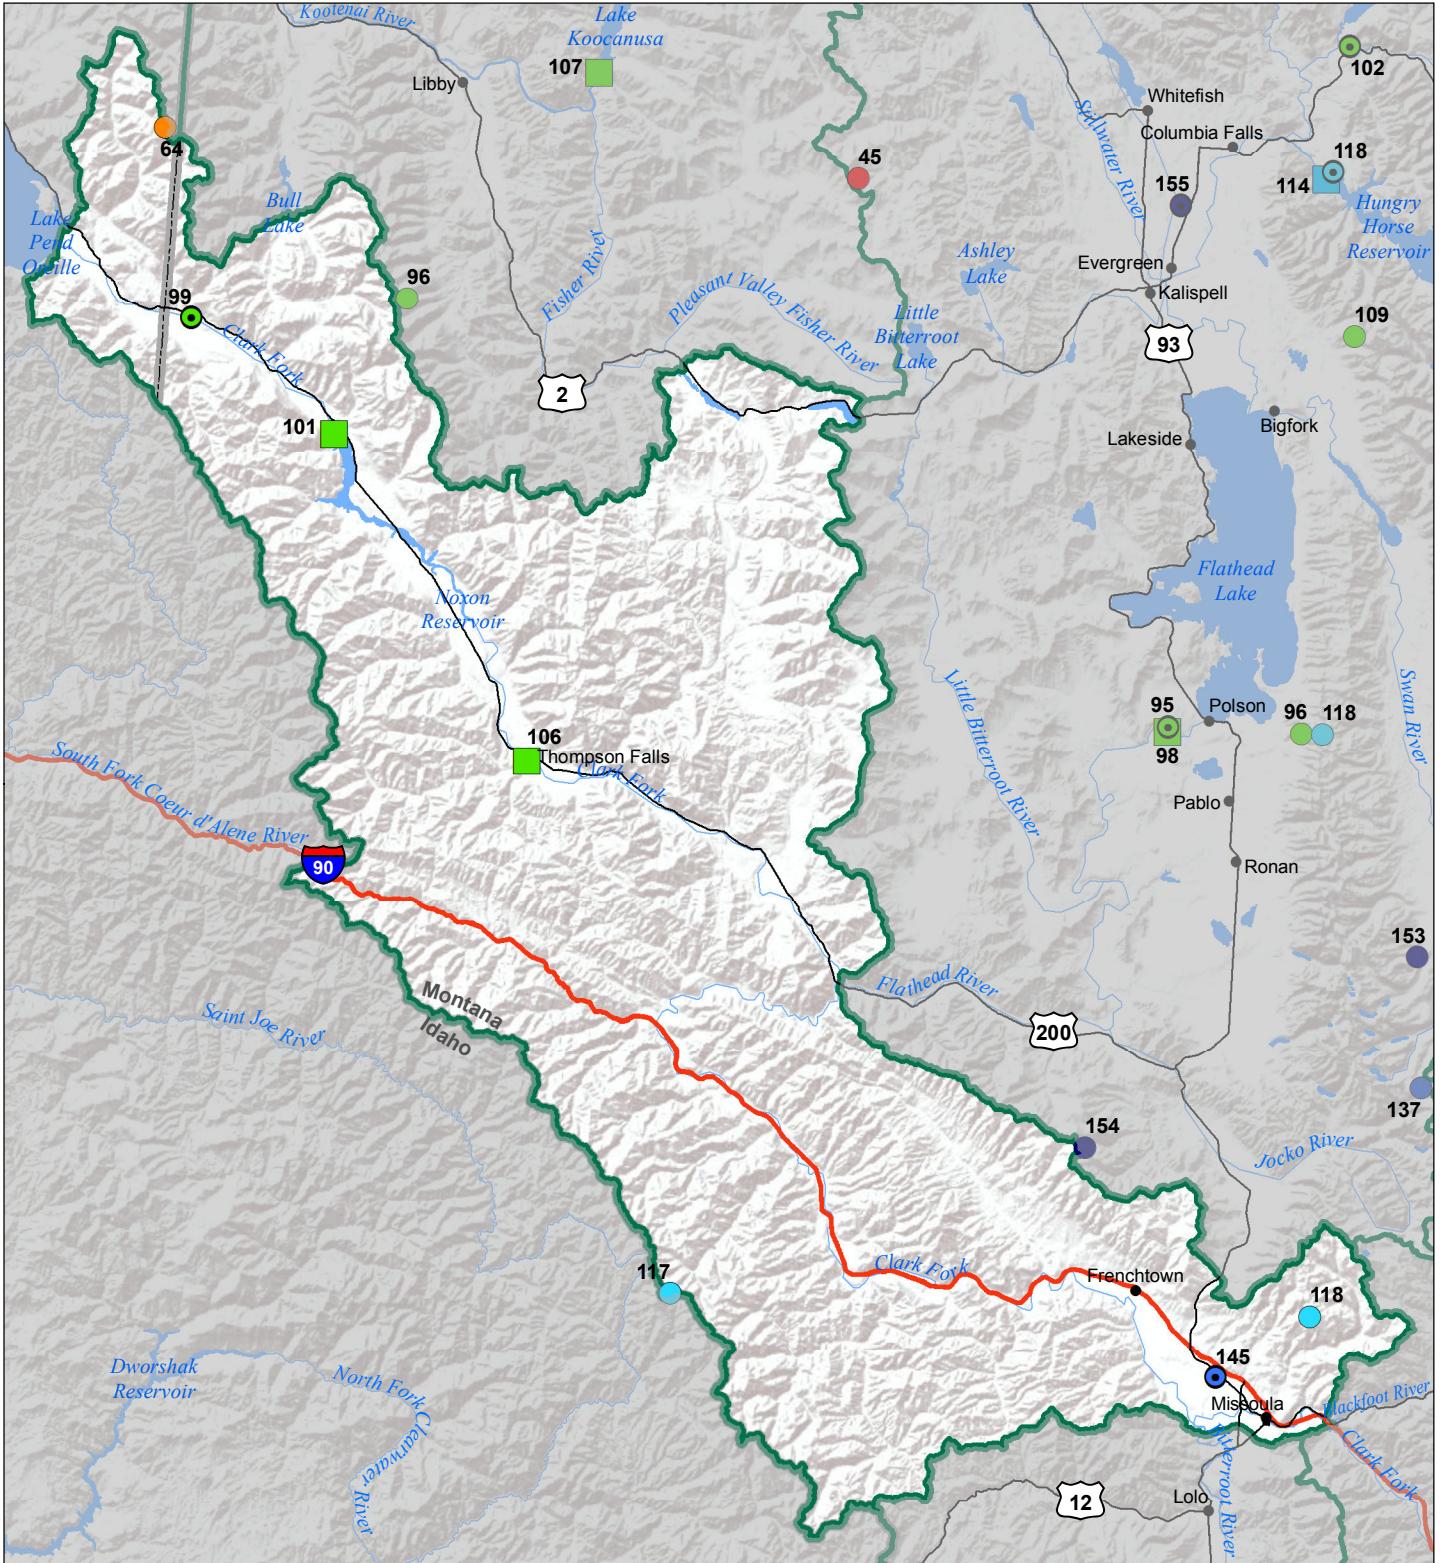 Kootenai River
Lake
Koocanusa
107
Libby
102
Whitefish
Stillwater River
Columbia Falls
64
45
118
114
155
Bull
Lake
Hungry
Horse
Reservoir
Lake
Pend
Oreille
Ashley
Lake
Evergreen
96
Fisher River
Pleasant Valley Fisher River
Kalispell
99
Clark Fork
Little
Bitterroot
Lake
109
93
2
101
Lakeside
Bigfork
Flathead
Lake
Noxon
Reservoir
Swan River
Little Bitterroot River
95
98
Polson
96
118
106
Thompson Falls
Clark Fork
South Fork Coeur d'Alene River
Pablo
90
Ronan
153
Montana
Idaho
Flathead River
Saint Joe River
200
137
154
Jocko River
117
Clark Fork
Frenchtown
118
Dworshak
Reservoir
North Fork Clearwater River
145
Missoula
Blackfoot River
Bitterroot River
Clark Fork
12
Lolo